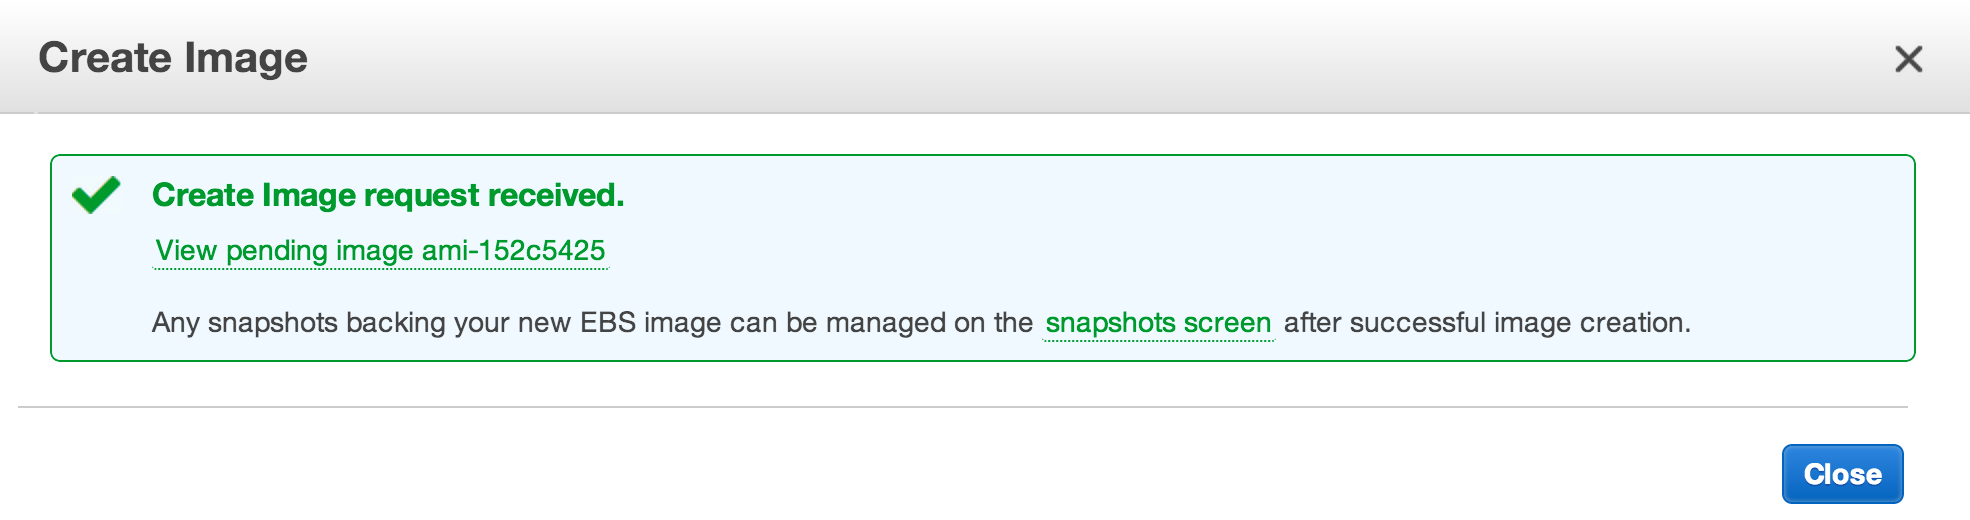 Create Image
Create Image request received.
View pending image ami-152c5425
Any snapshots backing your new EBS image can be managed on the snapshots screen after successful image creation.
Close